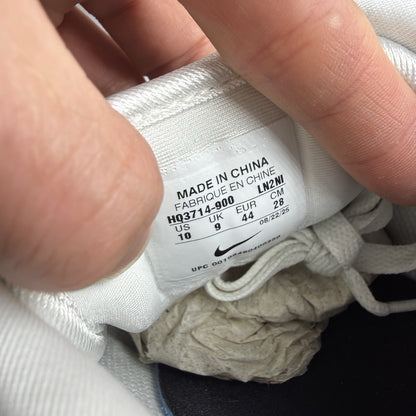 MADE IN CHINA
FABRIQUE EN CHINE
HQ3714-900 LN2NI
US UK EUR CM
10 9 44 28
08/22/25
UPC